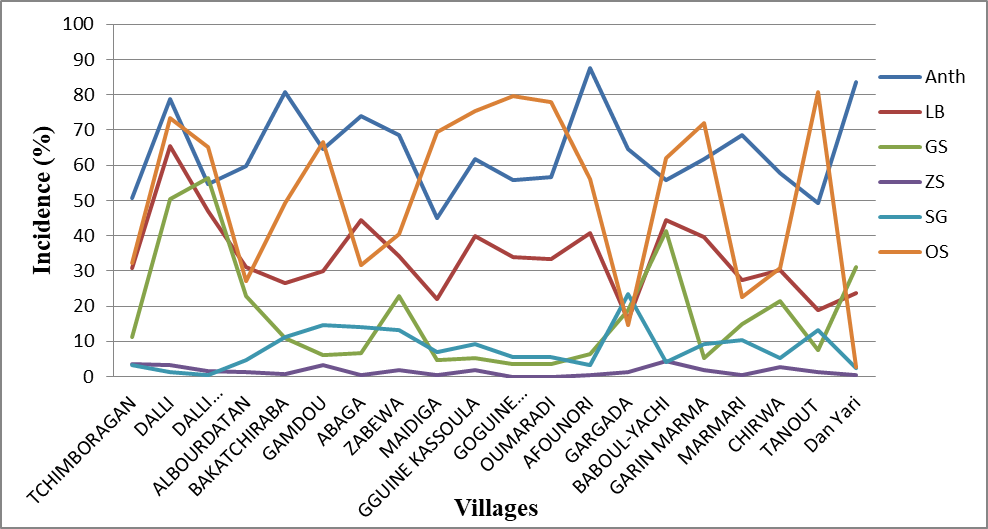 100
90
80
70
60
50
40
30
20
10
0
Incidence (%)
TCHIMBORAGAN
DALLI
DALLI...
ALBOURDATAN
BAKATCHIRABA
GAMDOU
ABAGA
ZABEWA
MAIDIGA
GGUINE KASSOULA
GOGUINE...
OUMARADI
AFOUNORI
GARGADA
BABOUL-YACHI
GARIN MARMA
MARMARI
CHIRWA
TANOUT
Dan Yari
Villages
Anth
LB
GS
ZS
SG
OS